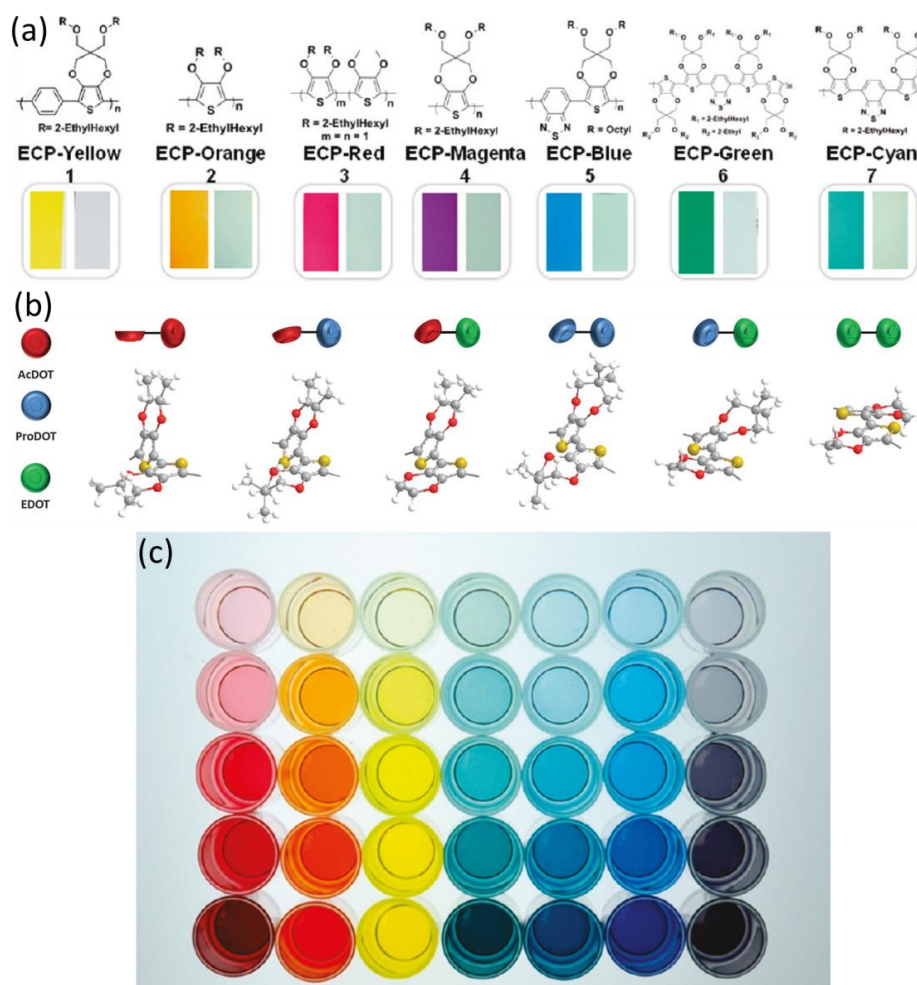 (a)
R R
O O
O O
S n
R= 2-EthylHexyl
ECP-Yellow
1
R R
O O
S n
R = 2-EthylHexyl
ECP-Orange
2
R R
O O O O
S m S n
R = 2-EthylHexyl
m = n = 1
ECP-Red
3
R R
O O
O O
S n
R = 2-EthylHexyl
ECP-Magenta
4
R R
O O
O O
N S N S n
R = Octyl
ECP-Blue
5
R₁ = 2-EthylHexyl
R₂ = 2-Ethyl
ECP-Green
6
R R R R
O O O O
O O O O
S S n
N S N
R = 2-EthylHexyl
ECP-Cyan
7
(b)
AcDOT
ProDOT
EDOT
(c)